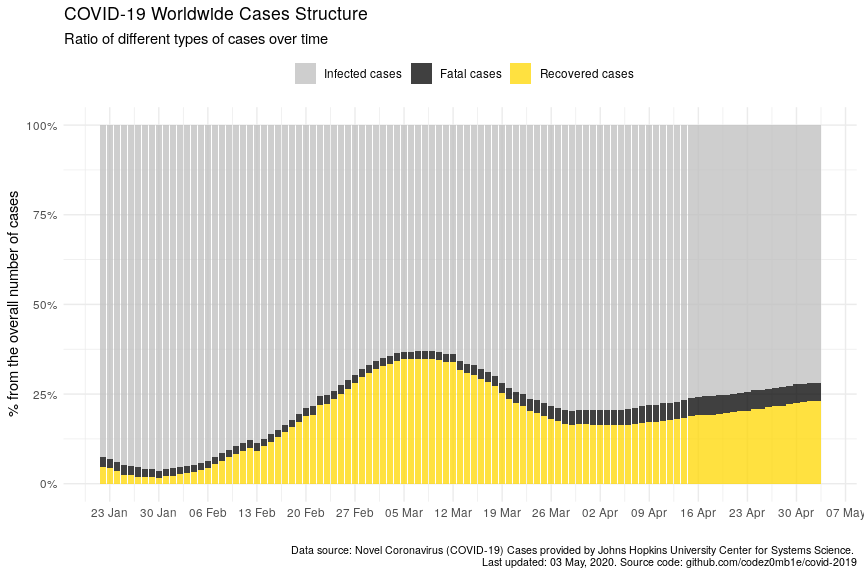 COVID-19 Worldwide Cases Structure
Ratio of different types of cases over time
Infected cases Fatal cases Recovered cases
% from the overall number of cases
100%
75%
50%
25%
0%
23 Jan 30 Jan 06 Feb 13 Feb 20 Feb 27 Feb 05 Mar 12 Mar 19 Mar 26 Mar 02 Apr 09 Apr 16 Apr 23 Apr 30 Apr 07 May
Data source: Novel Coronavirus (COVID-19) Cases provided by Johns Hopkins University Center for Systems Science.
Last updated: 03 May, 2020. Source code: github.com/codez0mb1e/covid-2019